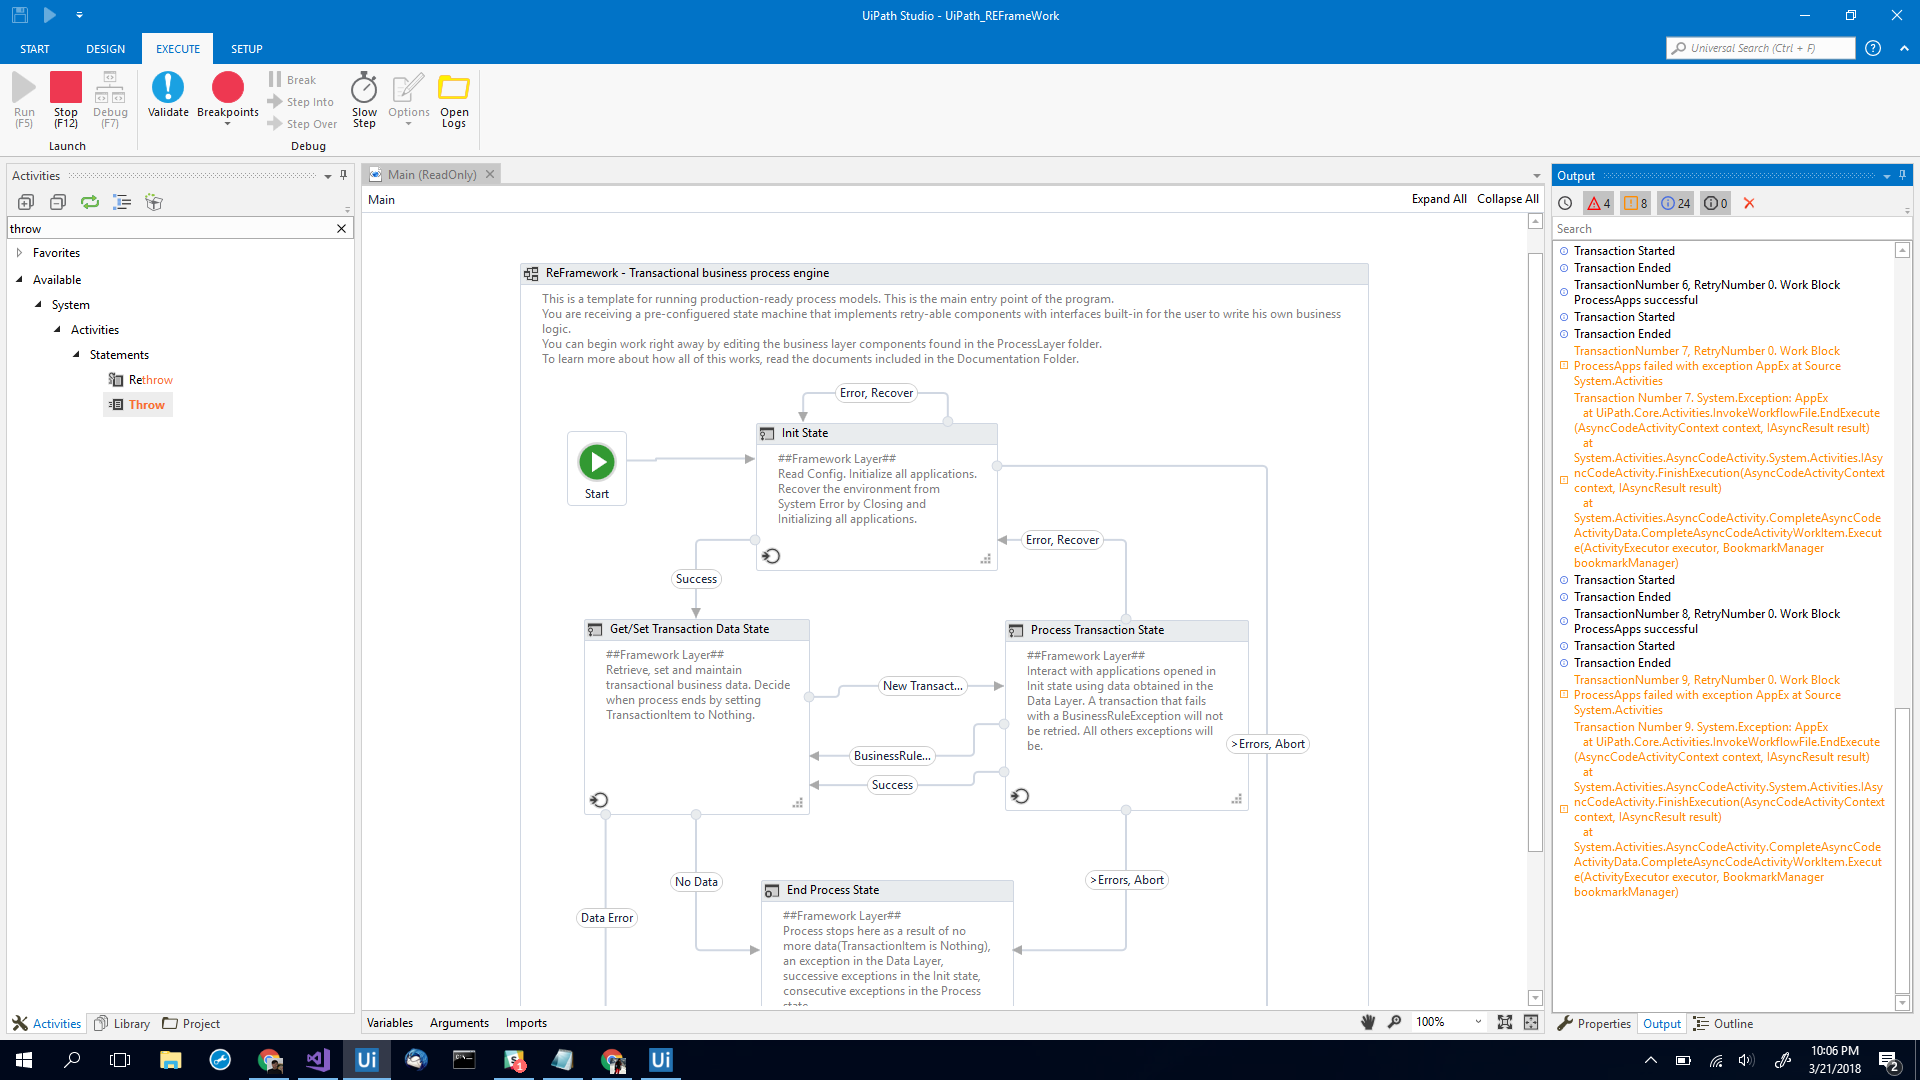 UiPath Studio - UiPath_REFrameWork
START
DESIGN
EXECUTE
SETUP
Universal Search (Ctrl + F)
Run
(F5)
Stop
(F12)
Debug
(F7)
Launch
Validate
Breakpoints
Break
Step Into
Step Over
Slow
Step
Options
Open
Logs
Debug
Activities
throw
Favorites
Available
System
Activities
Statements
Rethrow
Throw
Activities
Library
Project
Main (ReadOnly)
Main
Expand All
Collapse All
ReFramework - Transactional business process engine
This is a template for running production-ready process models. This is the main entry point of the program.
You are receiving a pre-configuered state machine that implements retry-able components with interfaces built-in for the user to write his own business
logic.
You can begin work right away by editing the business layer components found in the ProcessLayer folder.
To learn more about how all of this works, read the documents included in the Documentation Folder.
Error, Recover
Start
Init State
##Framework Layer##
Read Config. Initialize all applications.
Recover the environment from
System Error by Closing and
Initializing all applications.
Error, Recover
Success
Get/Set Transaction Data State
##Framework Layer##
Retrieve, set and maintain
transactional business data. Decide
when process ends by setting
TransactionItem to Nothing.
New Transact...
BusinessRule...
Success
Process Transaction State
##Framework Layer##
Interact with applications opened in
Init state using data obtained in the
Data Layer. A transaction that fails
with a BusinessRuleException will not
be retried. All others exceptions will
be.
>Errors, Abort
No Data
Data Error
>Errors, Abort
End Process State
##Framework Layer##
Process stops here as a result of no
more data(TransactionItem is Nothing),
an exception in the Data Layer,
successive exceptions in the Init state,
consecutive exceptions in the Process
state
Variables
Arguments
Imports
100%
Output
4
8
24
0
Search
Transaction Started
Transaction Ended
TransactionNumber 6, RetryNumber 0. Work Block
ProcessApps successful
Transaction Started
Transaction Ended
TransactionNumber 7, RetryNumber 0. Work Block
ProcessApps failed with exception AppEx at Source
System.Activities
Transaction Number 7. System.Exception: AppEx
at UiPath.Core.Activities.InvokeWorkflowFile.EndExecute
(AsyncCodeActivityContext context, IAsyncResult result)
at
System.Activities.AsyncCodeActivity.System.Activities.IAsy
ncCodeActivity.FinishExecution(AsyncCodeActivityContext
context, IAsyncResult result)
at
System.Activities.AsyncCodeActivity.CompleteAsyncCode
ActivityData.CompleteAsyncCodeActivityWorkItem.Execut
e(ActivityExecutor executor, BookmarkManager
bookmarkManager)
Transaction Started
Transaction Ended
TransactionNumber 8, RetryNumber 0. Work Block
ProcessApps successful
Transaction Started
Transaction Ended
TransactionNumber 9, RetryNumber 0. Work Block
ProcessApps failed with exception AppEx at Source
System.Activities
Transaction Number 9. System.Exception: AppEx
at UiPath.Core.Activities.InvokeWorkflowFile.EndExecute
(AsyncCodeActivityContext context, IAsyncResult result)
at
System.Activities.AsyncCodeActivity.System.Activities.IAsy
ncCodeActivity.FinishExecution(AsyncCodeActivityContext
context, IAsyncResult result)
at
System.Activities.AsyncCodeActivity.CompleteAsyncCode
ActivityData.CompleteAsyncCodeActivityWorkItem.Execut
e(ActivityExecutor executor, BookmarkManager
bookmarkManager)
Properties
Output
Outline
Ui
1
Ui
10:06 PM
3/21/2018
2